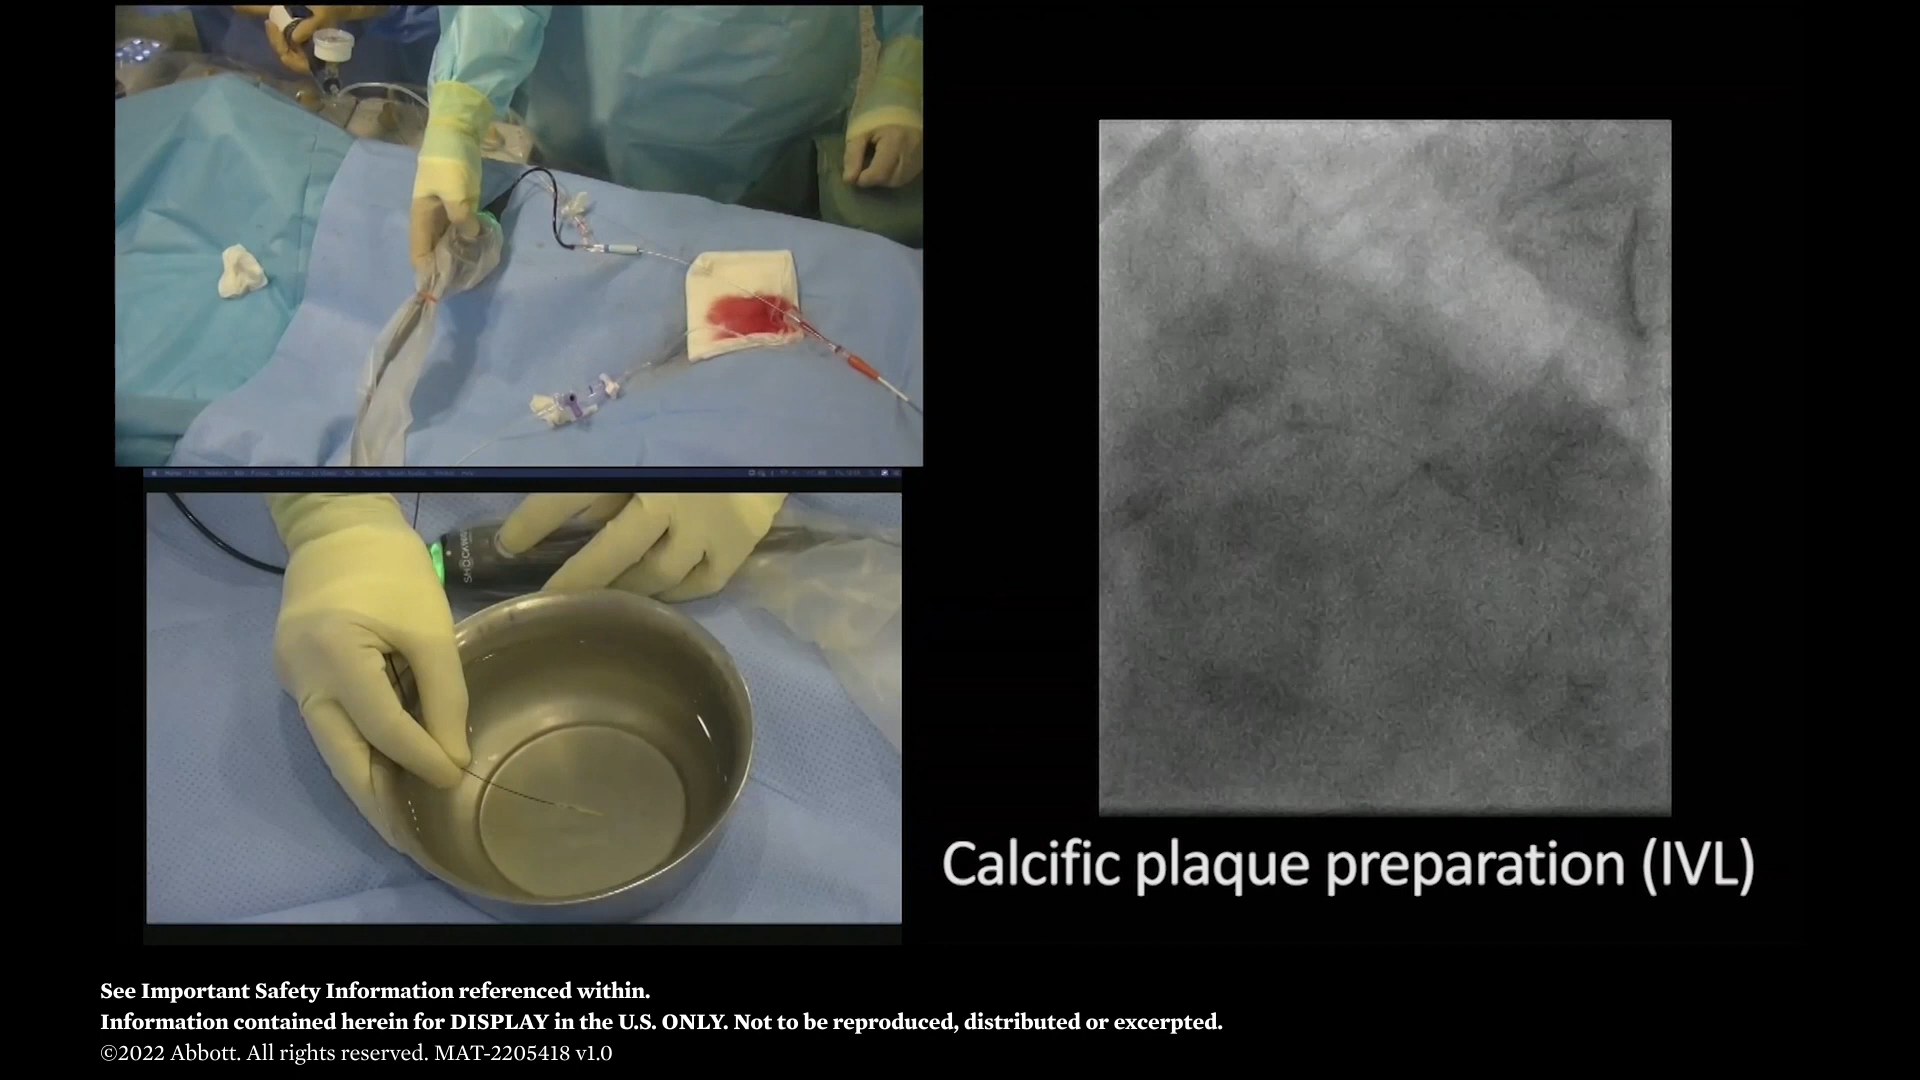 SHOCKWAVE
Calcific plaque preparation (IVL)
See Important Safety Information referenced within.
Information contained herein for DISPLAY in the U.S. ONLY. Not to be reproduced, distributed or excerpted.
©2022 Abbott. All rights reserved. MAT-2205418 v1.0